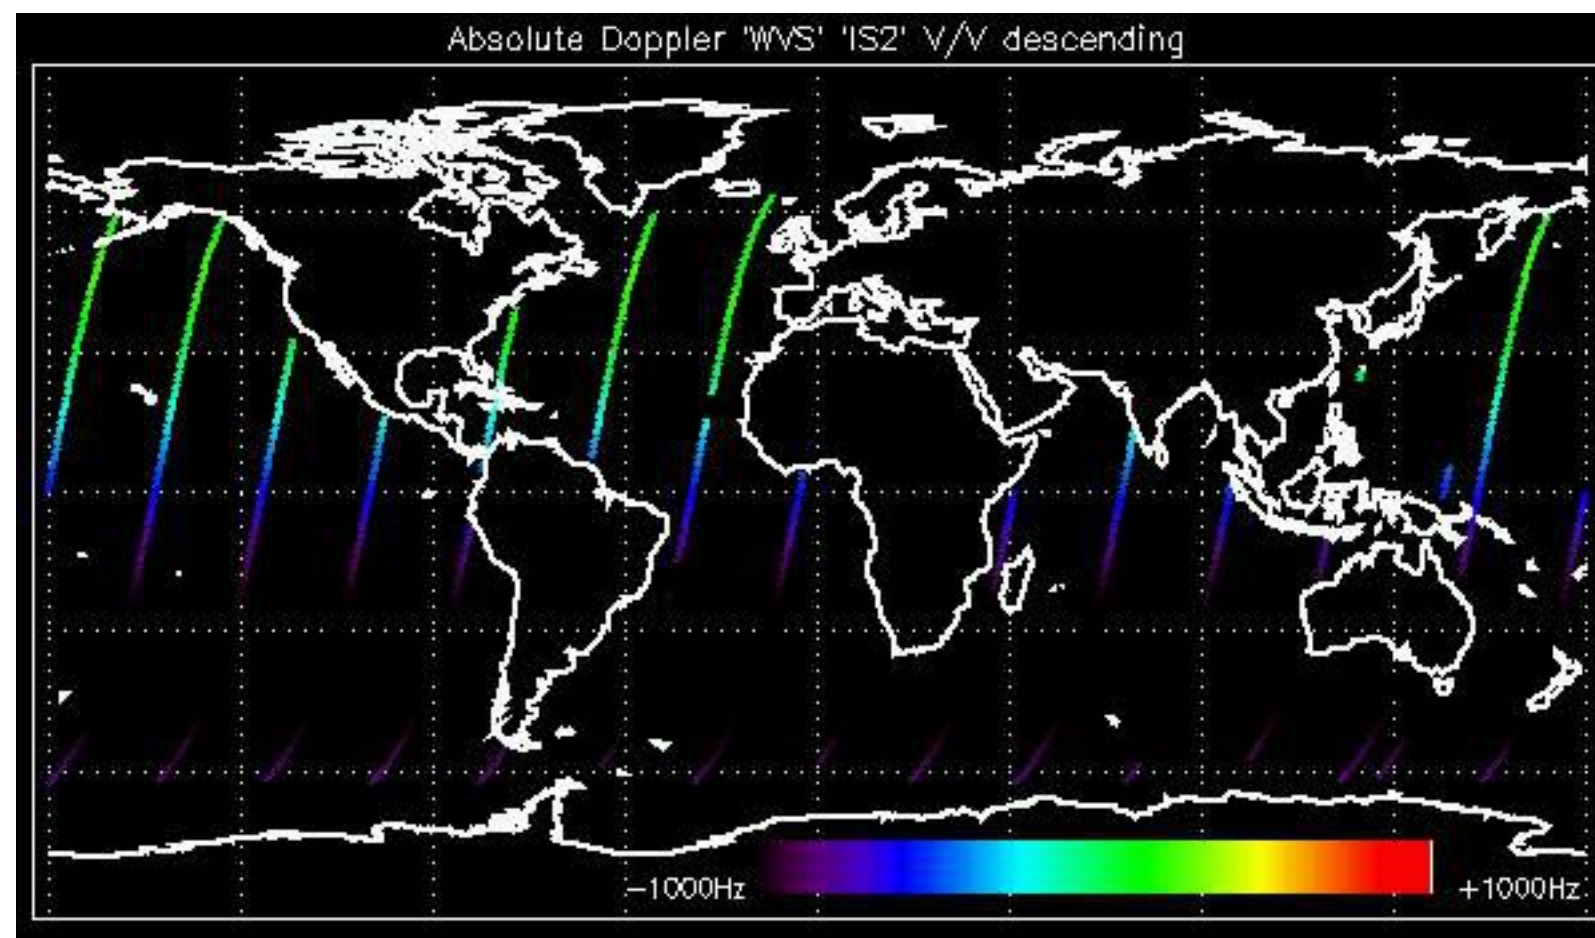 Absolute Doppler 'WVS' 'IS2' V/V descending
−1000Hz
+1000Hz